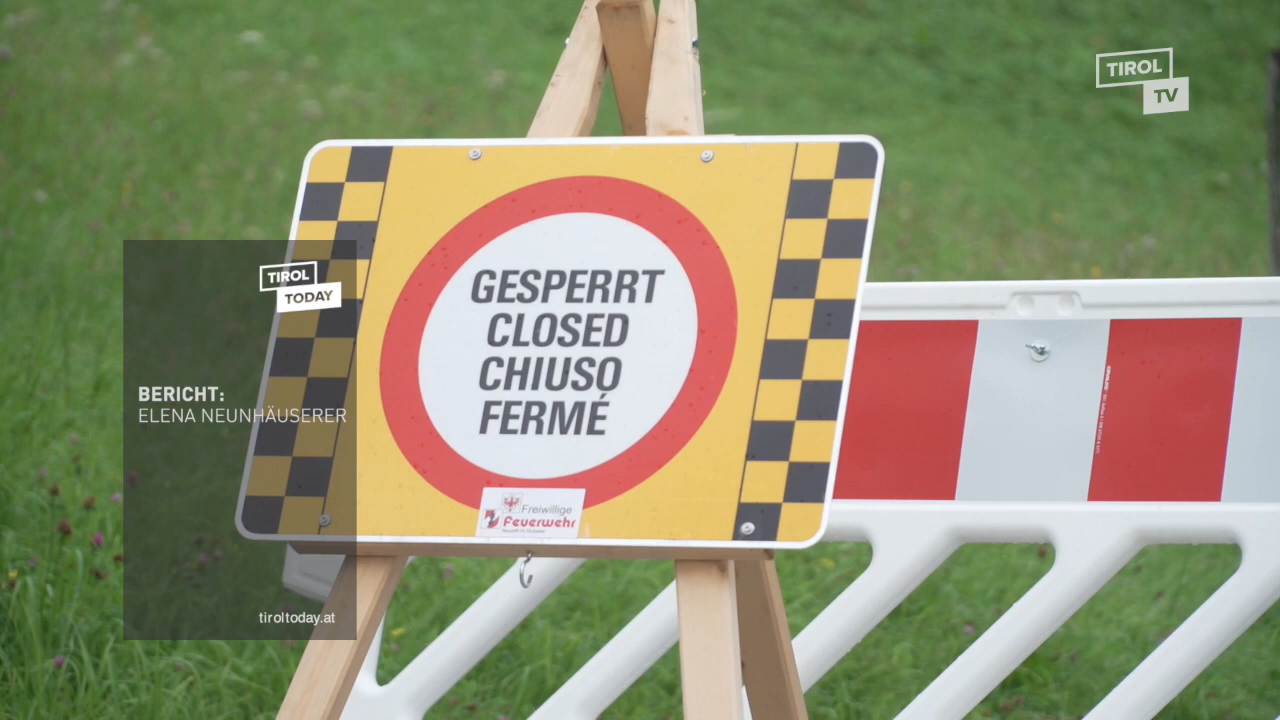 TIROL
TV
TIROL
TODAY
BERICHT:
ELENA NEUNHÄUSERER
tiroltoday.at
GESPERRT
CLOSED
CHIUSO
FERMÉ
Freiwillige
Feuerwehr